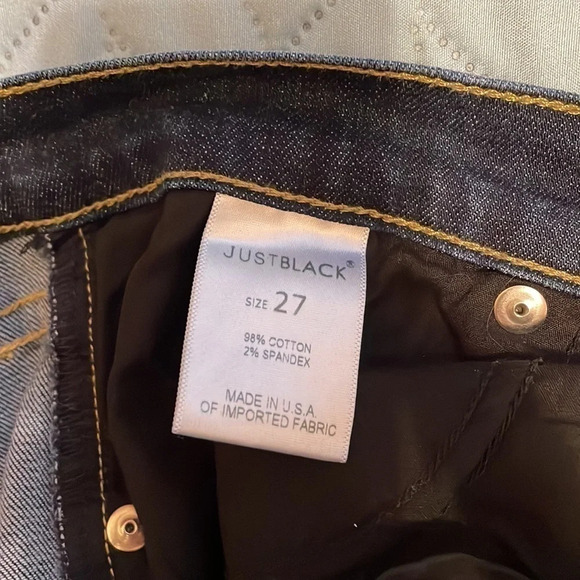 JUSTBLACK®
SIZE 27
98% COTTON
2% SPANDEX
MADE IN U.S.A
OF IMPORTED FABRIC